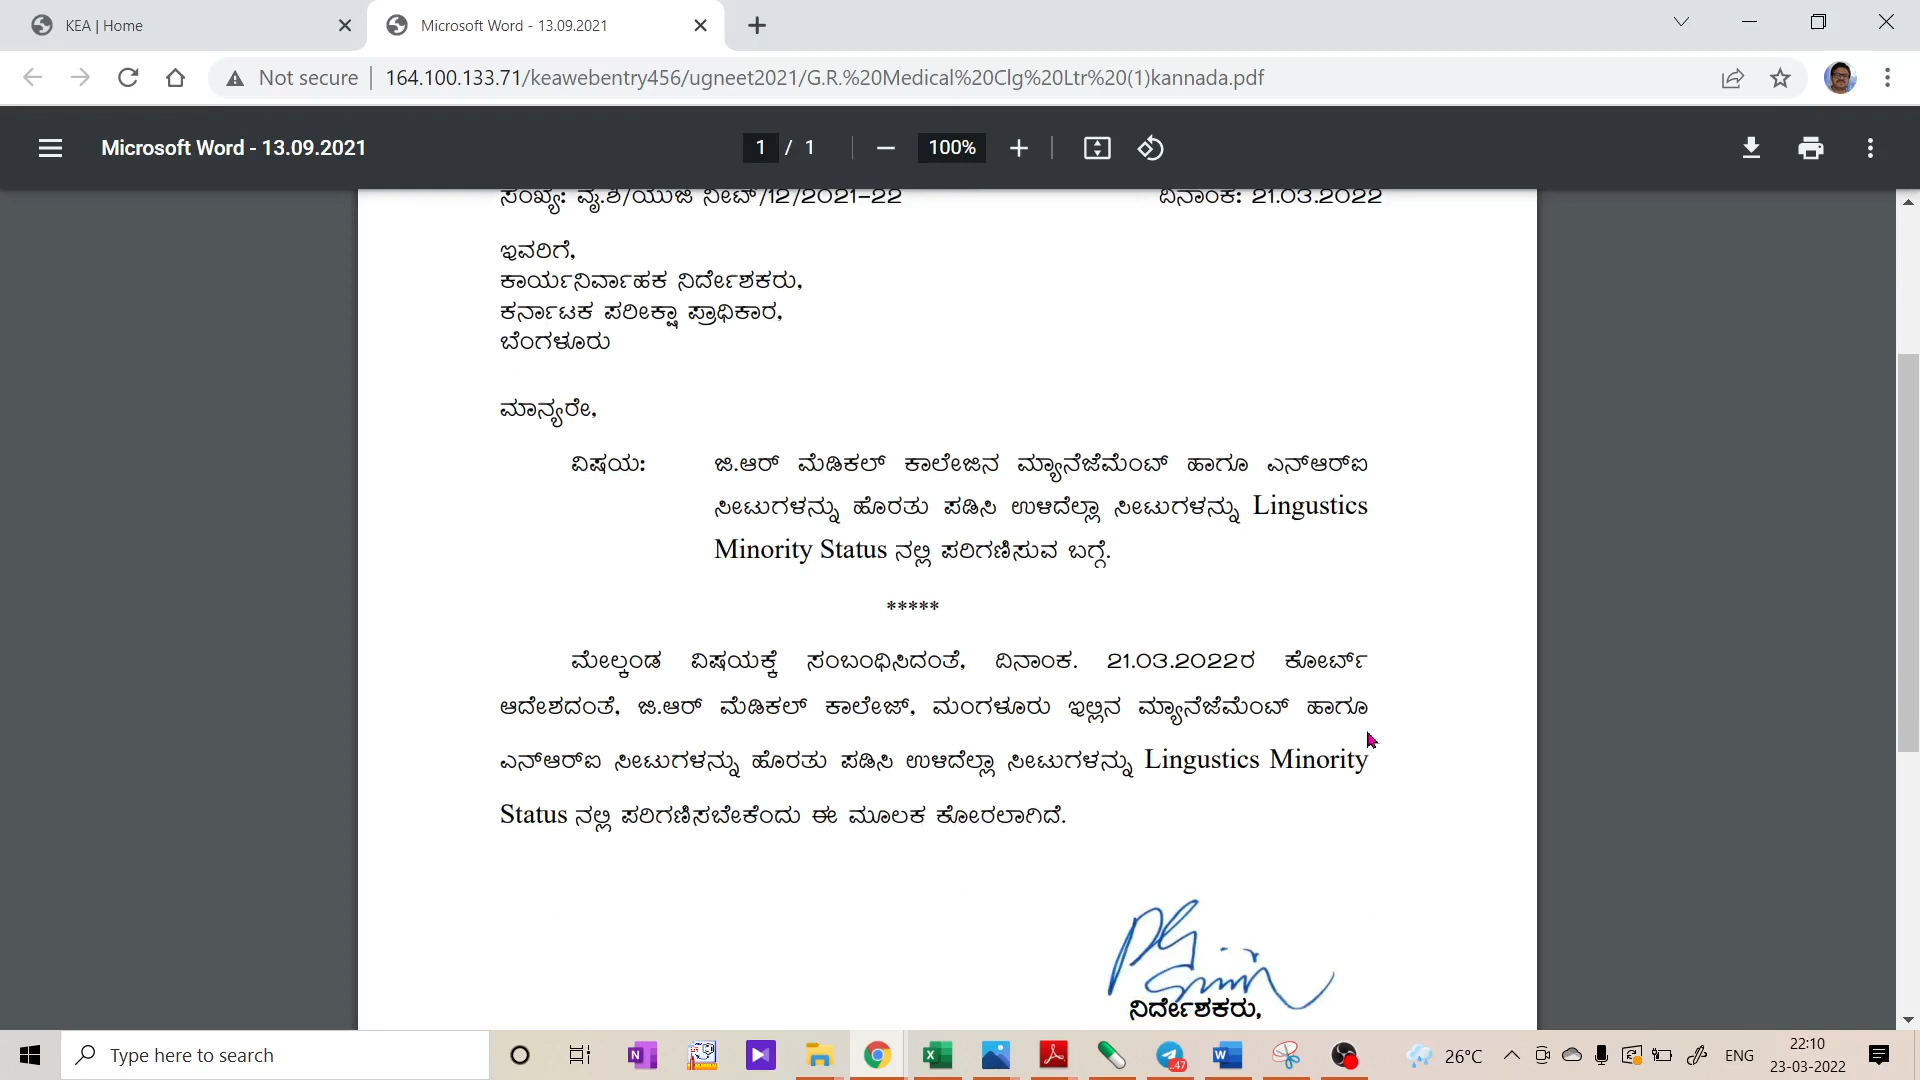 KEA | Home
Microsoft Word - 13.09.2021
Not secure
164.100.133.71/keawebentry456/ugneet2021/G.R.%20Medical%20Clg%20Ltr%20(1)kannada.pdf
Microsoft Word - 13.09.2021
1 / 1
100%
ಸಂಖ್ಯೆ: ವೃ.ಶಿ/ಯುಜಿ ನೀಟ್/12/2021-22 ದಿನಾಂಕ: 21.03.2022
ಇವರಿಗೆ,
ಕಾರ್ಯನಿರ್ವಾಹಕ ನಿರ್ದೇಶಕರು,
ಕರ್ನಾಟಕ ಪರೀಕ್ಷಾ ಪ್ರಾಧಿಕಾರ,
ಬೆಂಗಳೂರು
ಮಾನ್ಯರೇ,
ವಿಷಯ: ಜಿ.ಆರ್ ಮೆಡಿಕಲ್ ಕಾಲೇಜಿನ ಮ್ಯಾನೆಜೆಮೆಂಟ್ ಹಾಗೂ ಎನ್ಆರ್ಐ
ಸೀಟುಗಳನ್ನು ಹೊರತು ಪಡಿಸಿ ಉಳಿದೆಲ್ಲಾ ಸೀಟುಗಳನ್ನು Lingustics
Minority Status ನಲ್ಲಿ ಪರಿಗಣಿಸುವ ಬಗ್ಗೆ.
*****
ಮೇಲ್ಕಂಡ ವಿಷಯಕ್ಕೆ ಸಂಬಂಧಿಸಿದಂತೆ, ದಿನಾಂಕ. 21.03.2022ರ ಕೋರ್ಟ್
ಆದೇಶದಂತೆ, ಜಿ.ಆರ್ ಮೆಡಿಕಲ್ ಕಾಲೇಜ್, ಮಂಗಳೂರು ಇಲ್ಲಿನ ಮ್ಯಾನೆಜೆಮೆಂಟ್ ಹಾಗೂ
ಎನ್ಆರ್ಐ ಸೀಟುಗಳನ್ನು ಹೊರತು ಪಡಿಸಿ ಉಳಿದೆಲ್ಲಾ ಸೀಟುಗಳನ್ನು Lingustics Minority
Status ನಲ್ಲಿ ಪರಿಗಣಿಸಬೇಕೆಂದು ಈ ಮೂಲಕ ಕೋರಲಾಗಿದೆ.
ನಿರ್ದೇಶಕರು,
Type here to search
26°C
ENG
22:10
23-03-2022